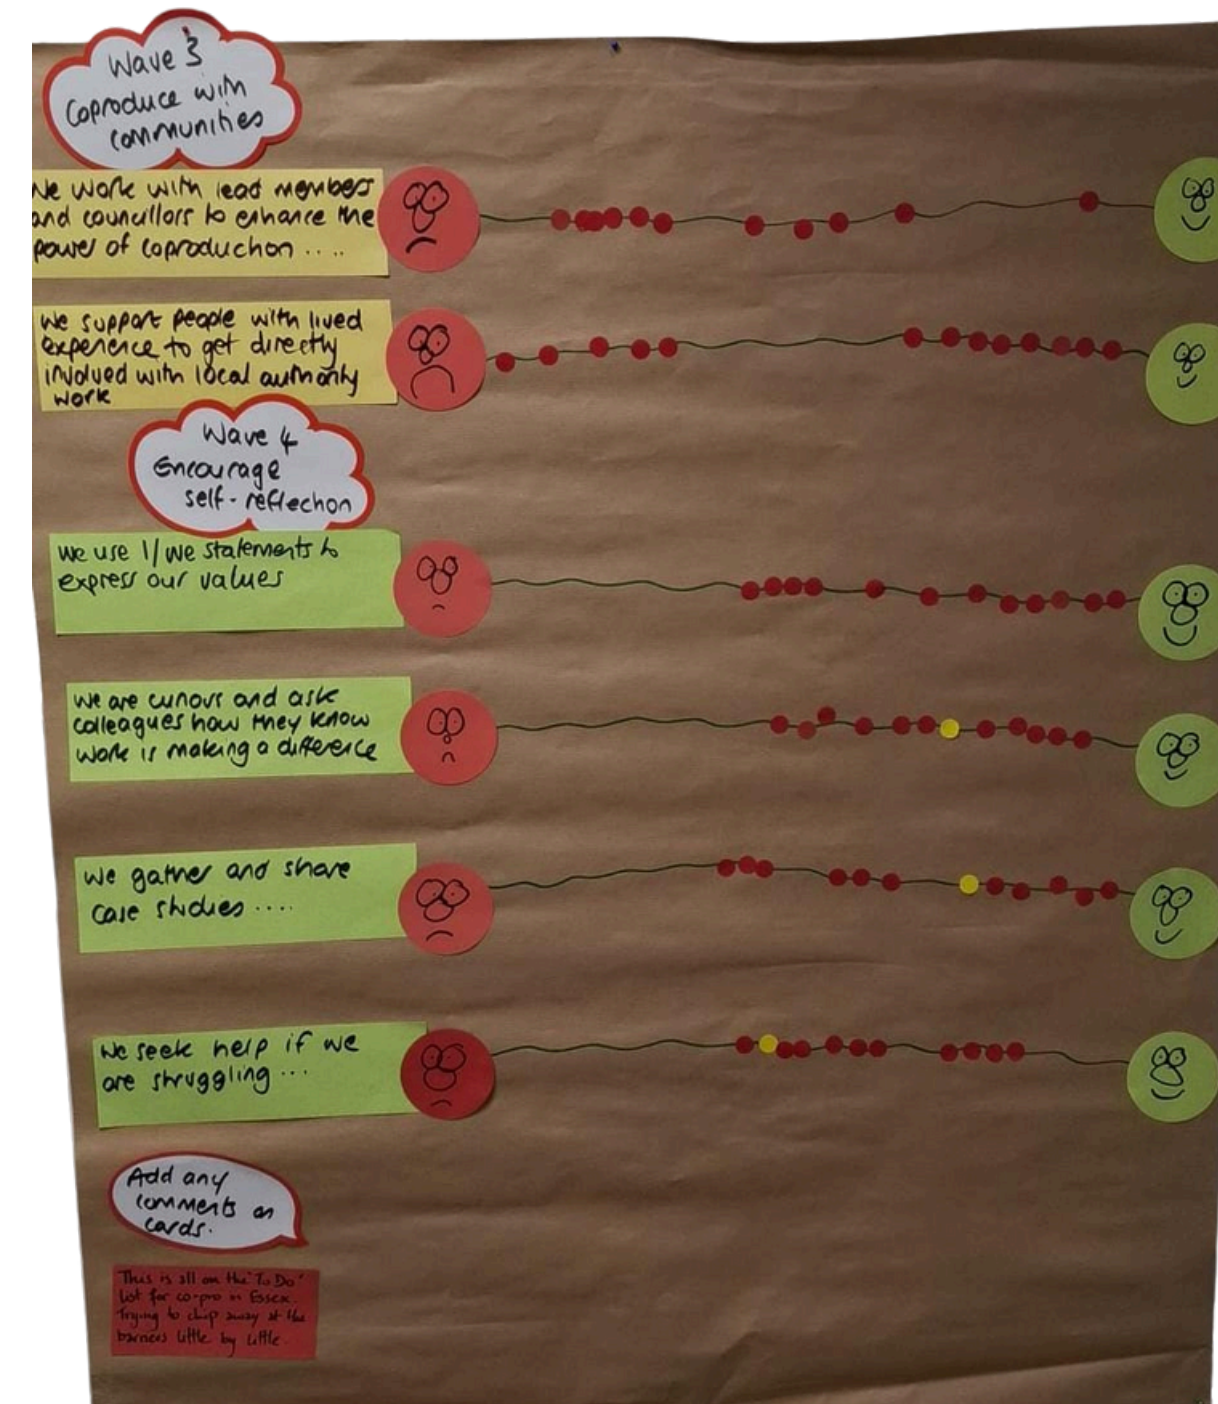 Wave 3
Coproduce with
communities
We work with lead members
and councillors to enhance the
power of coproduction ....
We support people with lived
experience to get directly
involved with local authority
work
Wave 4
Encourage
self-reflection
We use I/we statements to
express our values
We are curious and ask
colleagues how they know
work is making a difference
We gather and share
case studies ....
We seek help if we
are struggling ...
Add any
comments on
cards.
This is all on the 'To Do'
list for co-pro in Essex.
Trying to chip away at the
barriers little by little.